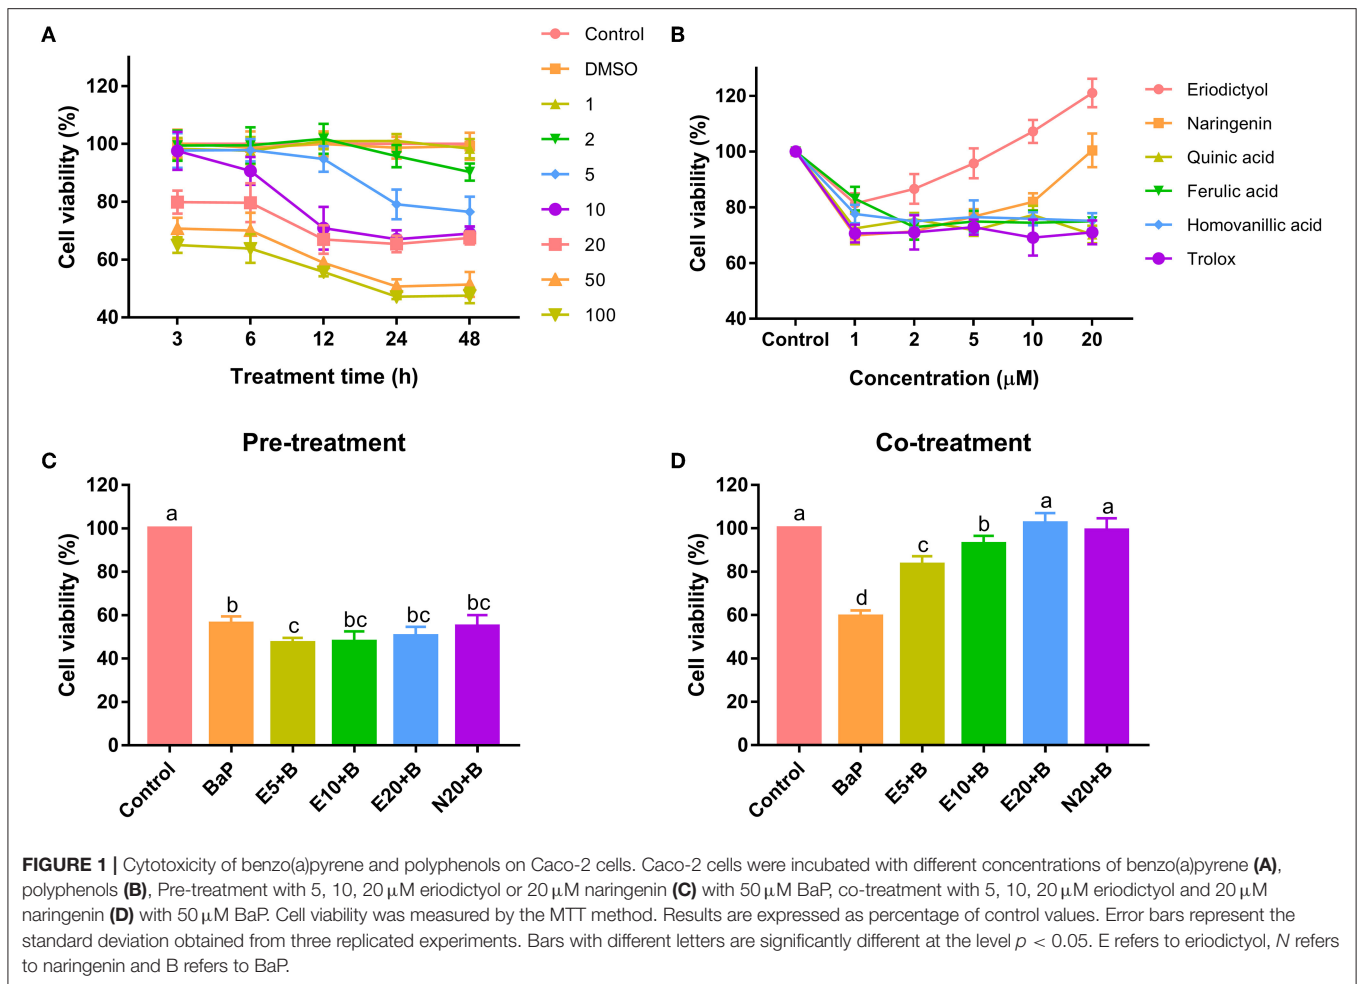 A
Cell viability (%)
120
100
80
60
40
3 6 12 24 48
Treatment time (h)
Control
DMSO
1
2
5
10
20
50
100
B
Cell viability (%)
120
100
80
60
40
Control 1 2 5 10 20
Concentration (μM)
Eriodictyol
Naringenin
Quinic acid
Ferulic acid
Homovanillic acid
Trolox
C
Pre-treatment
Cell viability (%)
120
100
80
60
40
20
0
a b c bc bc bc
Control BaP E5+B E10+B E20+B N20+B
D
Co-treatment
Cell viability (%)
120
100
80
60
40
20
0
a d c b a a
Control BaP E5+B E10+B E20+B N20+B
FIGURE 1 | Cytotoxicity of benzo(a)pyrene and polyphenols on Caco-2 cells. Caco-2 cells were incubated with different concentrations of benzo(a)pyrene (A),
polyphenols (B), Pre-treatment with 5, 10, 20 μM eriodictyol or 20 μM naringenin (C) with 50 μM BaP, co-treatment with 5, 10, 20 μM eriodictyol and 20 μM
naringenin (D) with 50 μM BaP. Cell viability was measured by the MTT method. Results are expressed as percentage of control values. Error bars represent the
standard deviation obtained from three replicated experiments. Bars with different letters are significantly different at the level p < 0.05. E refers to eriodictyol, N refers
to naringenin and B refers to BaP.